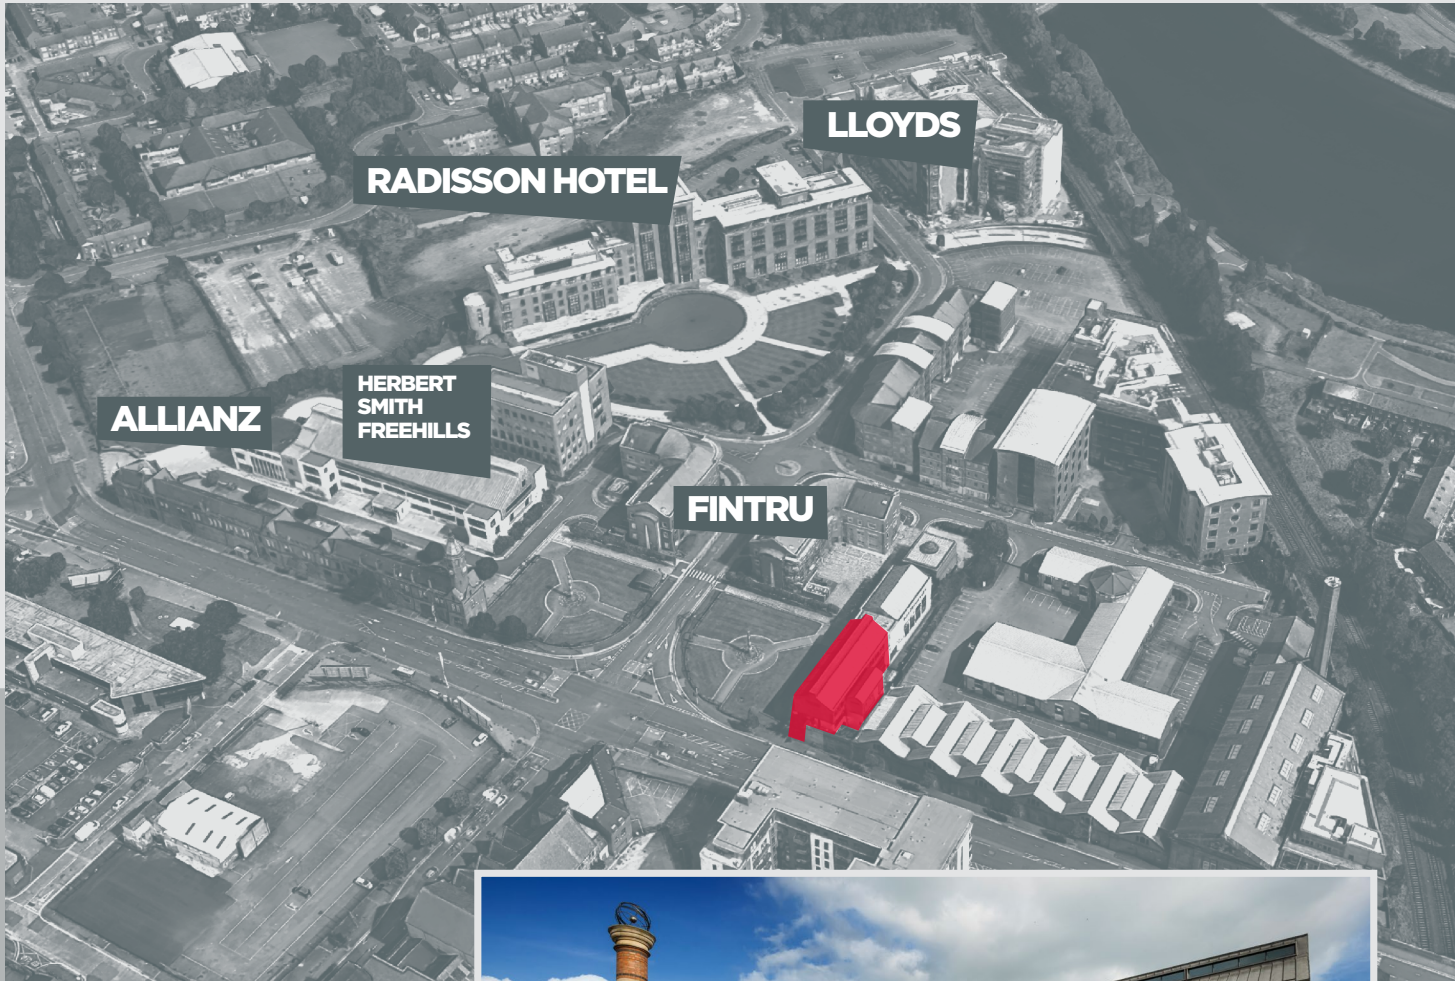 LLOYDS
RADISSON HOTEL
HERBERT
SMITH
FREEHILLS
ALLIANZ
FINTRU